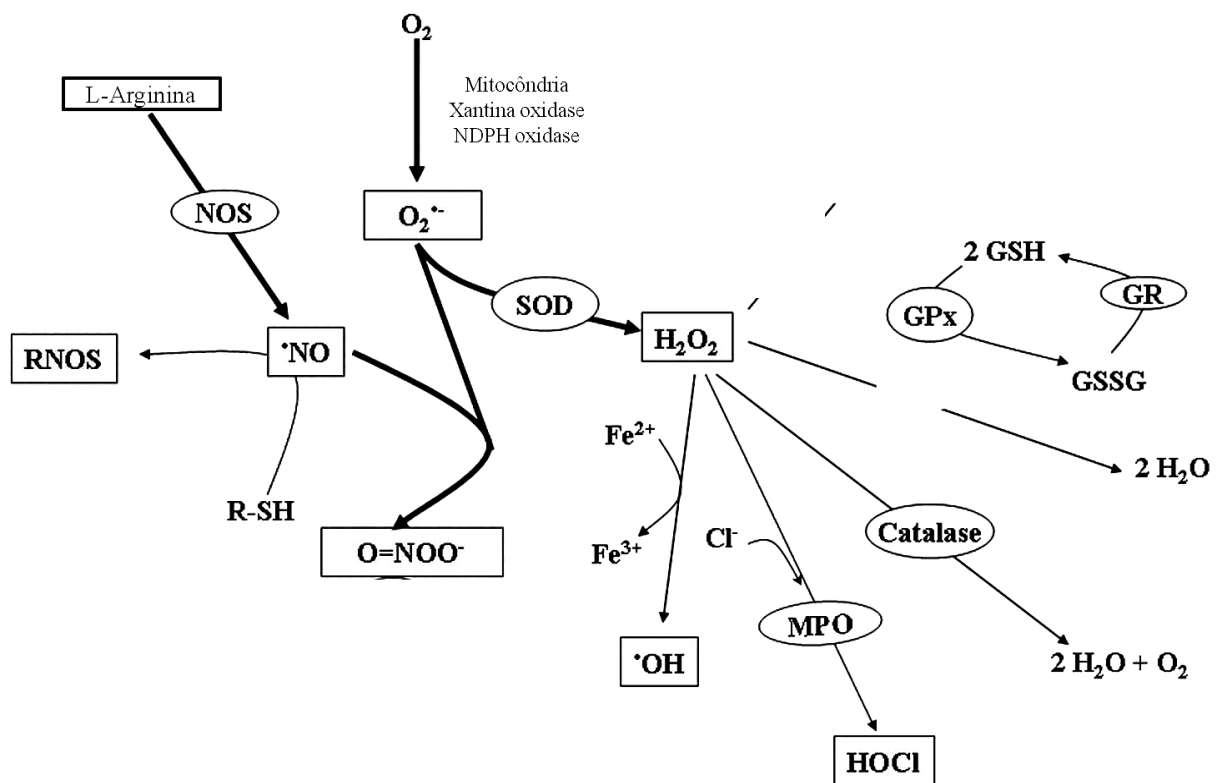 O₂
Mitocôndria
Xantina oxidase
NDPH oxidase
L-Arginina
NOS
O₂•-
2 GSH
GPx
GR
GSSG
SOD
H₂O₂
RNOS
•NO
R-SH
O=NOO-
Fe²⁺
Fe³⁺
Cl-
2 H₂O
Catalase
MPO
•OH
2 H₂O + O₂
HOCl